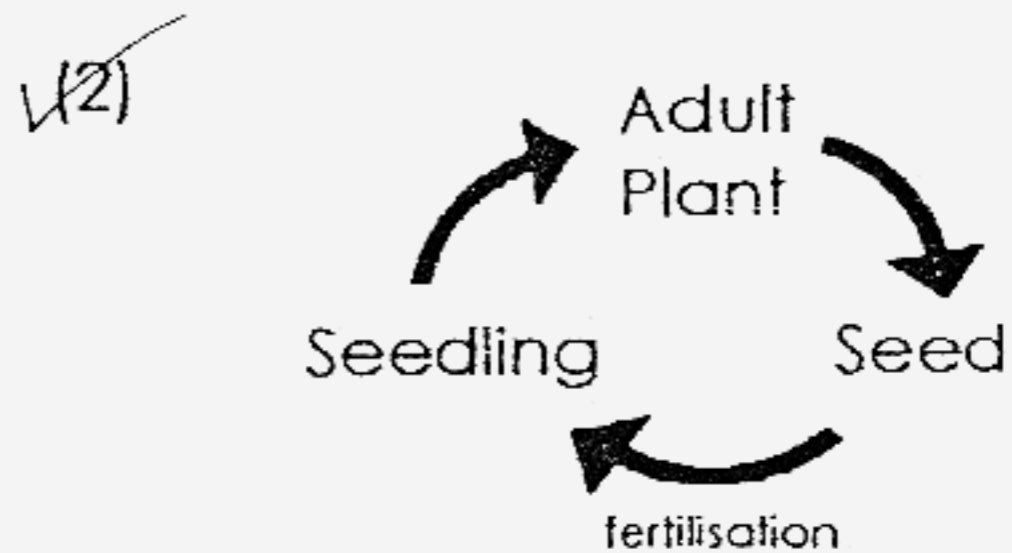 (2)
Adult
Plant
Seedling
Seed
fertilisation